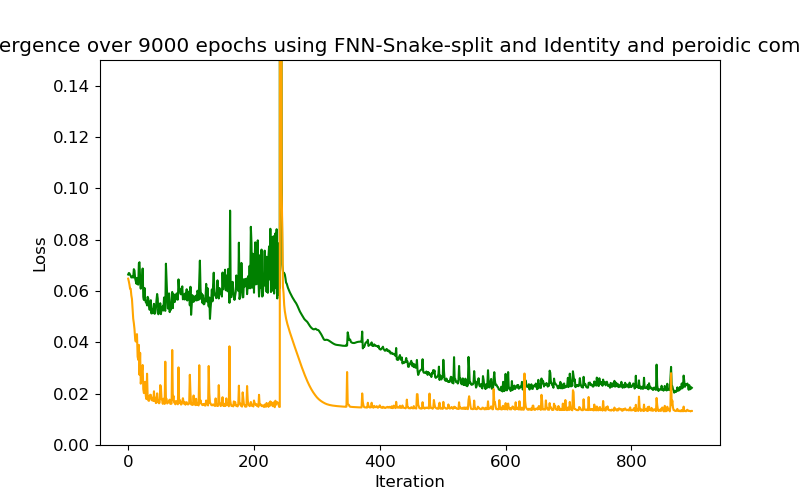 ergence over 9000 epochs using FNN-Snake-split and Identity and peroidic com
0.14
0.12
0.10
0.08
0.06
0.04
0.02
0.00
Loss
0 200 400 600 800
Iteration